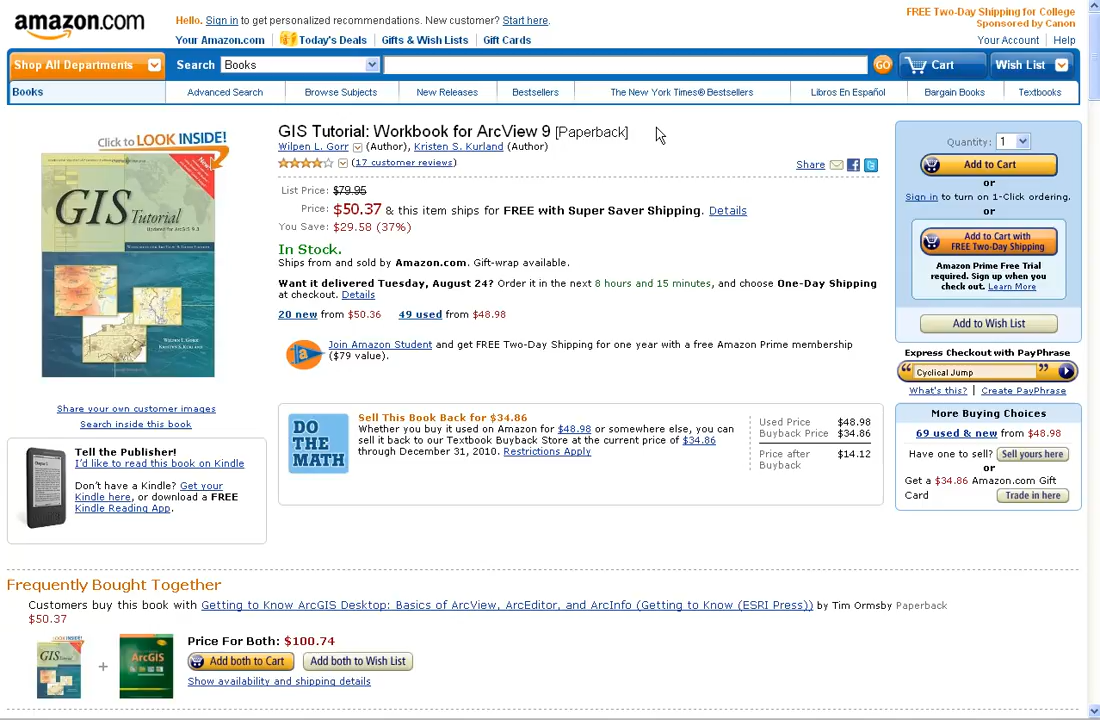 amazon.com
Hello. Sign in to get personalized recommendations. New customer? Start here.
FREE Two-Day Shipping for College
Sponsored by Canon
Your Amazon.com | Today's Deals | Gifts & Wish Lists | Gift Cards
Your Account | Help
Shop All Departments
Search Books
GO
Cart
Wish List
Books
Advanced Search
Browse Subjects
New Releases
Bestsellers
The New York Times® Bestsellers
Libros En Español
Bargain Books
Textbooks
Click to LOOK INSIDE!
GIS Tutorial
Updated for ArcGIS 9.3
Workbook for ArcView 9
Wilpen L. Gorr
Kristen S. Kurland
Share your own customer images
Search inside this book
Tell the Publisher!
I'd like to read this book on Kindle
Don't have a Kindle? Get your
Kindle here, or download a FREE
Kindle Reading App.
GIS Tutorial: Workbook for ArcView 9 [Paperback]
Wilpen L. Gorr (Author), Kristen S. Kurland (Author)
(17 customer reviews)
Share
List Price: $79.95
Price: $50.37 & this item ships for FREE with Super Saver Shipping. Details
You Save: $29.58 (37%)
In Stock.
Ships from and sold by Amazon.com. Gift-wrap available.
Want it delivered Tuesday, August 24? Order it in the next 8 hours and 15 minutes, and choose One-Day Shipping
at checkout. Details
20 new from $50.36 49 used from $48.98
Join Amazon Student and get FREE Two-Day Shipping for one year with a free Amazon Prime membership
($79 value).
DO
THE
MATH
Sell This Book Back for $34.86
Whether you buy it used on Amazon for $48.98 or somewhere else, you can
sell it back to our Textbook Buyback Store at the current price of $34.86
through December 31, 2010. Restrictions Apply
Used Price $48.98
Buyback Price $34.86
Price after $14.12
Buyback
Quantity: 1
Add to Cart
or
Sign in to turn on 1-Click ordering.
or
Add to Cart with
FREE Two-Day Shipping
Amazon Prime Free Trial
required. Sign up when you
check out. Learn More
Add to Wish List
Express Checkout with PayPhrase
“ Cyclical Jump ”
What's this? | Create PayPhrase
More Buying Choices
69 used & new from $48.98
Have one to sell? Sell yours here
or
Get a $34.86 Amazon.com Gift
Card Trade in here
Frequently Bought Together
Customers buy this book with Getting to Know ArcGIS Desktop: Basics of ArcView, ArcEditor, and ArcInfo (Getting to Know (ESRI Press)) by Tim Ormsby Paperback
$50.37
LOOK INSIDE!
GIS Tutorial
+
ArcGIS
Price For Both: $100.74
Add both to Cart
Add both to Wish List
Show availability and shipping details